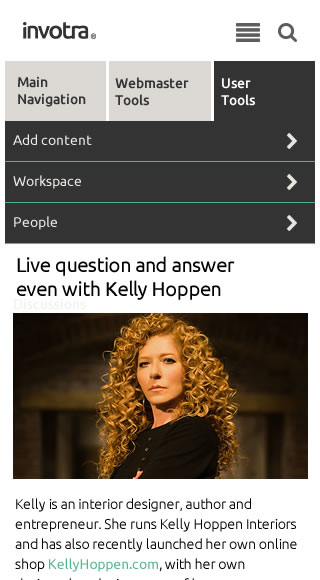 invotra®
Main
Navigation
Webmaster
Tools
User
Tools
Add content
Workspace
People
Live question and answer
even with Kelly Hoppen
Discussions
Kelly is an interior designer, author and
entrepreneur. She runs Kelly Hoppen Interiors
and has also recently launched her own online
shop KellyHoppen.com, with her own